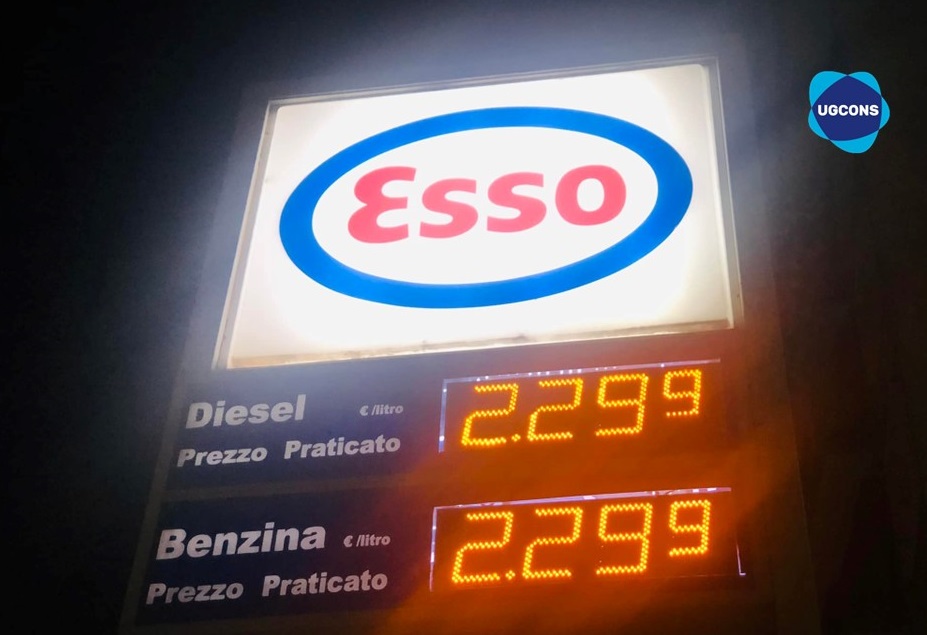 UGCONS
Esso
Diesel €/litro 2.299
Prezzo Praticato
Benzina €/litro 2.299
Prezzo Praticato